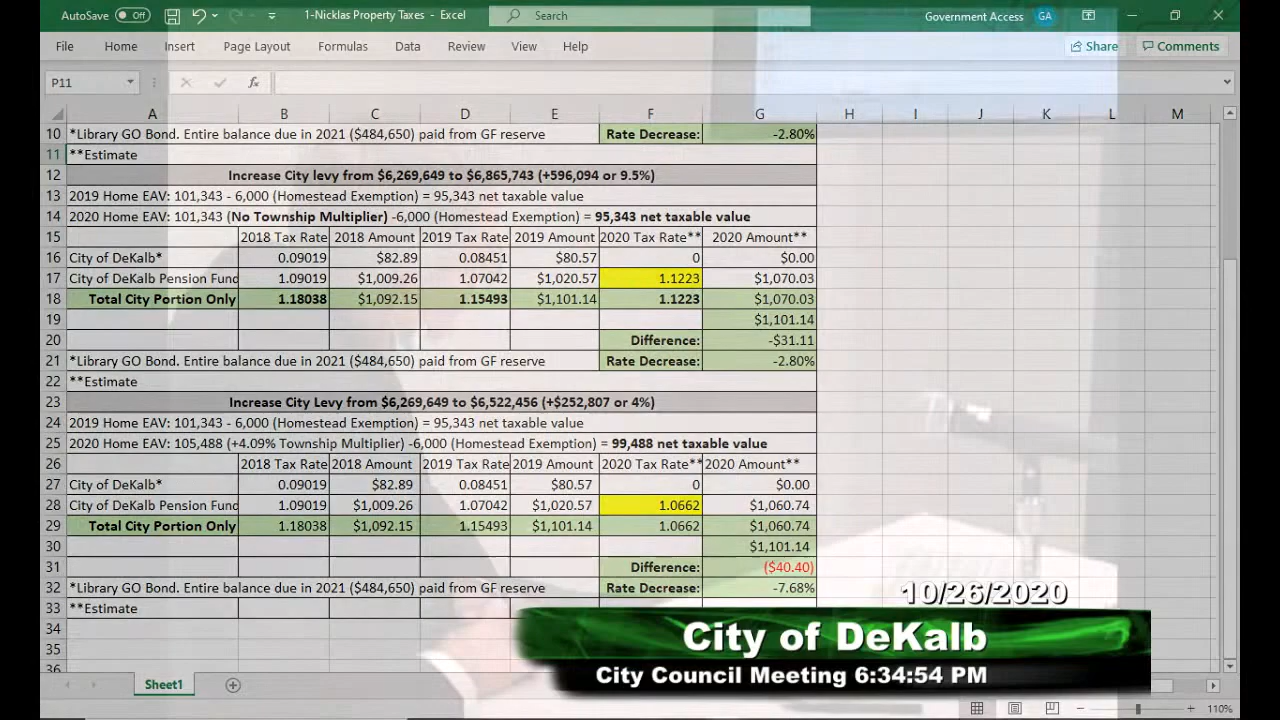 AutoSave Off 1-Nicklas Property Taxes - Excel Search Government Access GA
File Home Insert Page Layout Formulas Data Review View Help Share Comments
P11 fx
A B C D E F G H I J K L M
10 *Library GO Bond. Entire balance due in 2021 ($484,650) paid from GF reserve Rate Decrease: -2.80%
11 **Estimate
12 Increase City levy from $6,269,649 to $6,865,743 (+596,094 or 9.5%)
13 2019 Home EAV: 101,343 - 6,000 (Homestead Exemption) = 95,343 net taxable value
14 2020 Home EAV: 101,343 (No Township Multiplier) -6,000 (Homestead Exemption) = 95,343 net taxable value
15 2018 Tax Rate 2018 Amount 2019 Tax Rate 2019 Amount 2020 Tax Rate** 2020 Amount**
16 City of DeKalb* 0.09019 $82.89 0.08451 $80.57 0 $0.00
17 City of DeKalb Pension Fund 1.09019 $1,009.26 1.07042 $1,020.57 1.1223 $1,070.03
18 Total City Portion Only 1.18038 $1,092.15 1.15493 $1,101.14 1.1223 $1,070.03
19 $1,101.14
20 Difference: -$31.11
21 *Library GO Bond. Entire balance due in 2021 ($484,650) paid from GF reserve Rate Decrease: -2.80%
22 **Estimate
23 Increase City Levy from $6,269,649 to $6,522,456 (+$252,807 or 4%)
24 2019 Home EAV: 101,343 - 6,000 (Homestead Exemption) = 95,343 net taxable value
25 2020 Home EAV: 105,488 (+4.09% Township Multiplier) -6,000 (Homestead Exemption) = 99,488 net taxable value
26 2018 Tax Rate 2018 Amount 2019 Tax Rate 2019 Amount 2020 Tax Rate** 2020 Amount**
27 City of DeKalb* 0.09019 $82.89 0.08451 $80.57 0 $0.00
28 City of DeKalb Pension Fund 1.09019 $1,009.26 1.07042 $1,020.57 1.0662 $1,060.74
29 Total City Portion Only 1.18038 $1,092.15 1.15493 $1,101.14 1.0662 $1,060.74
30 $1,101.14
31 Difference: ($40.40)
32 *Library GO Bond. Entire balance due in 2021 ($484,650) paid from GF reserve Rate Decrease: -7.68%
33 **Estimate
34
35
36
10/26/2020
City of DeKalb
City Council Meeting 6:34:54 PM
Sheet1
110%